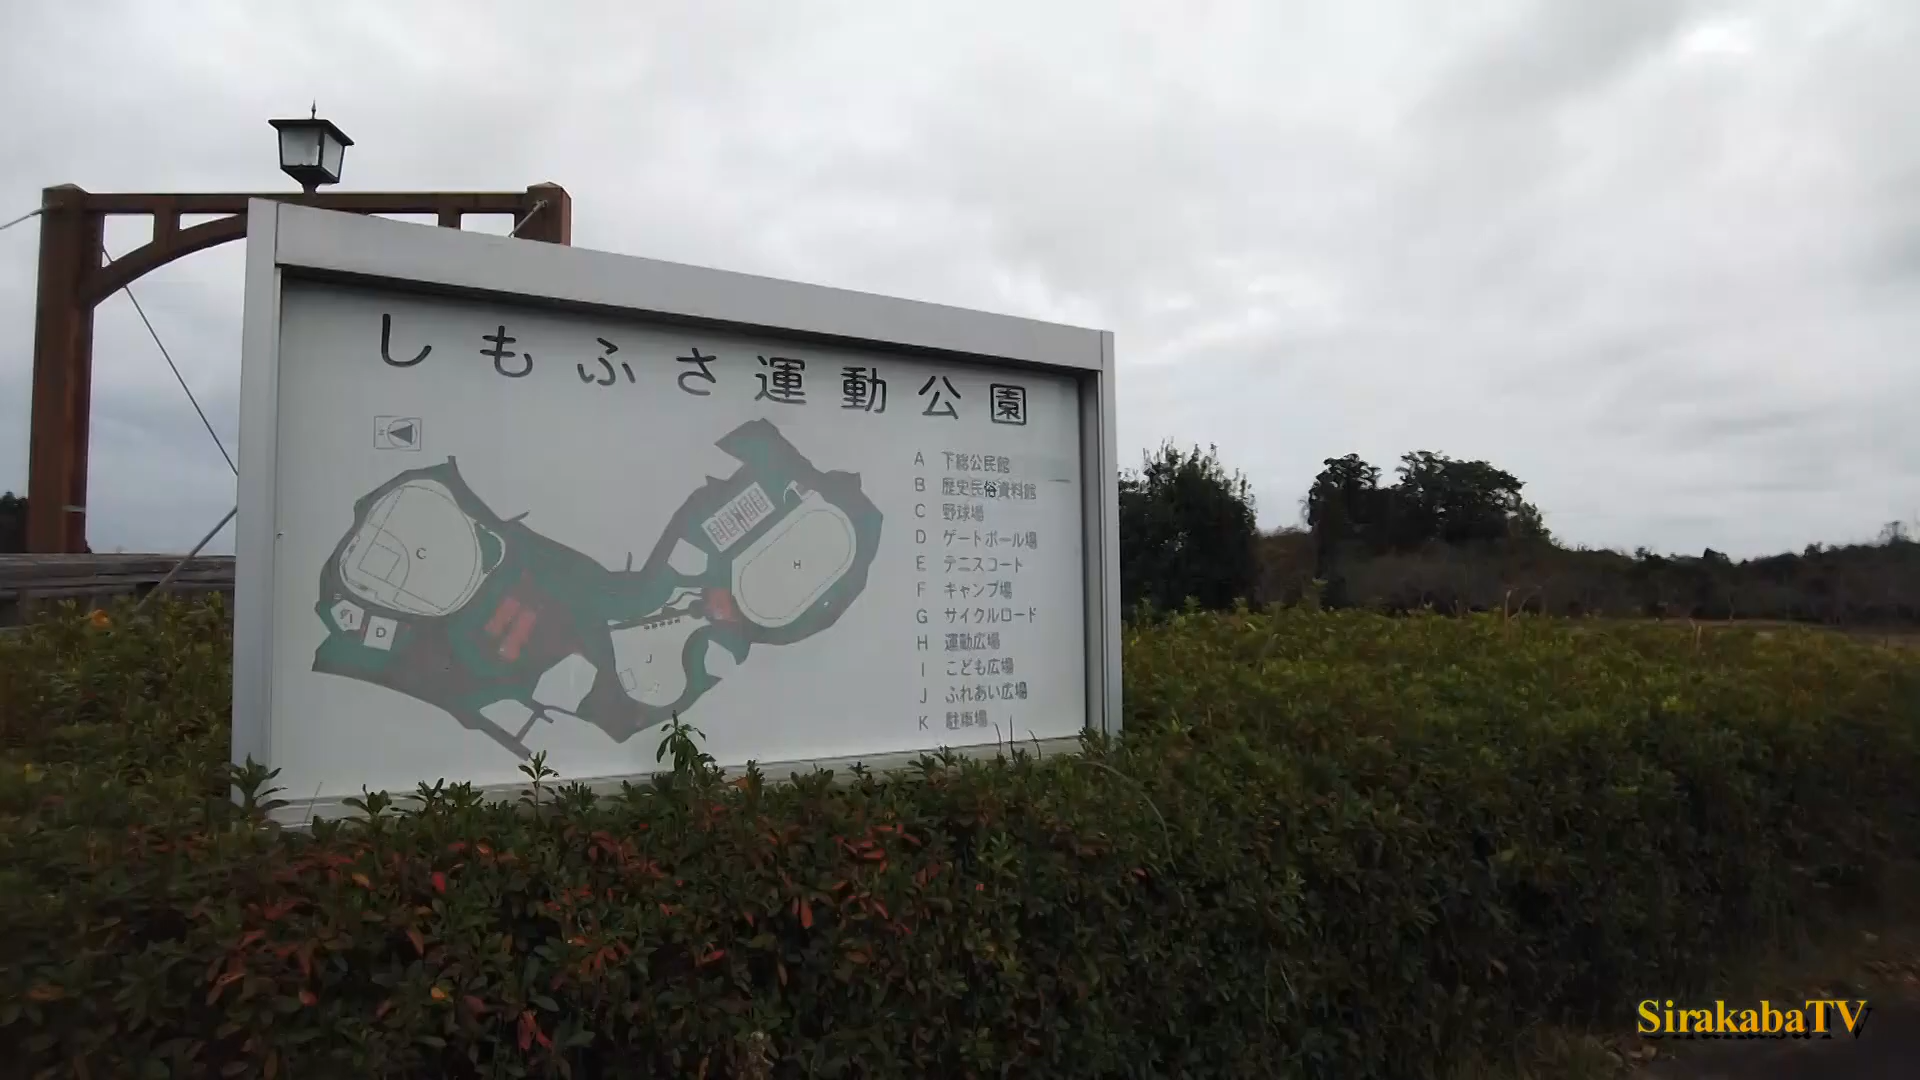 しもふさ運動公園
A 下総公民館
B 歴史民俗資料館
C 野球場
D ゲートボール場
E テニスコート
F キャンプ場
G サイクルロード
H 運動広場
I こども広場
J ふれあい広場
K 駐車場
C
H
I
D
J
SirakabaTV